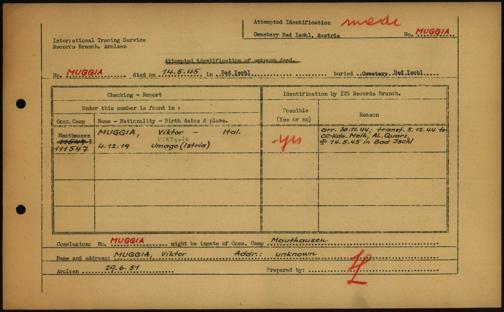 Attempted Identification made
International Tracing Service
Records Branch, Arolsen
Cemetery Bad Ischl, Austria No. MUGGIA
Attempted identification of unknown dead.
No. MUGGIA died on 14.5.45 in Bad Ischl buried Cemetery Bad Ischl
Checking - Report
Identification by ITS Records Branch.
Under this number is found in :
Possible (Yes or no)
Reason
Conc.Camp Name - Nationality - Birth dates & place.
Mauthausen
111547
MUGGIA, Viktor Ital.
4.12.19 Umago (Istria)
yes
arr. 30.11.44; transf. 5.12.44 to
Co-Kdo. Melk, AL. Quarz,
14.5.45 in Bad Ischl
Conclusions: No. MUGGIA might be inmate of Conc. Camp Mauthausen
Name and address: MUGGIA, Viktor Addr.: unknown
Arolsen 29.6.51 Prepared by: